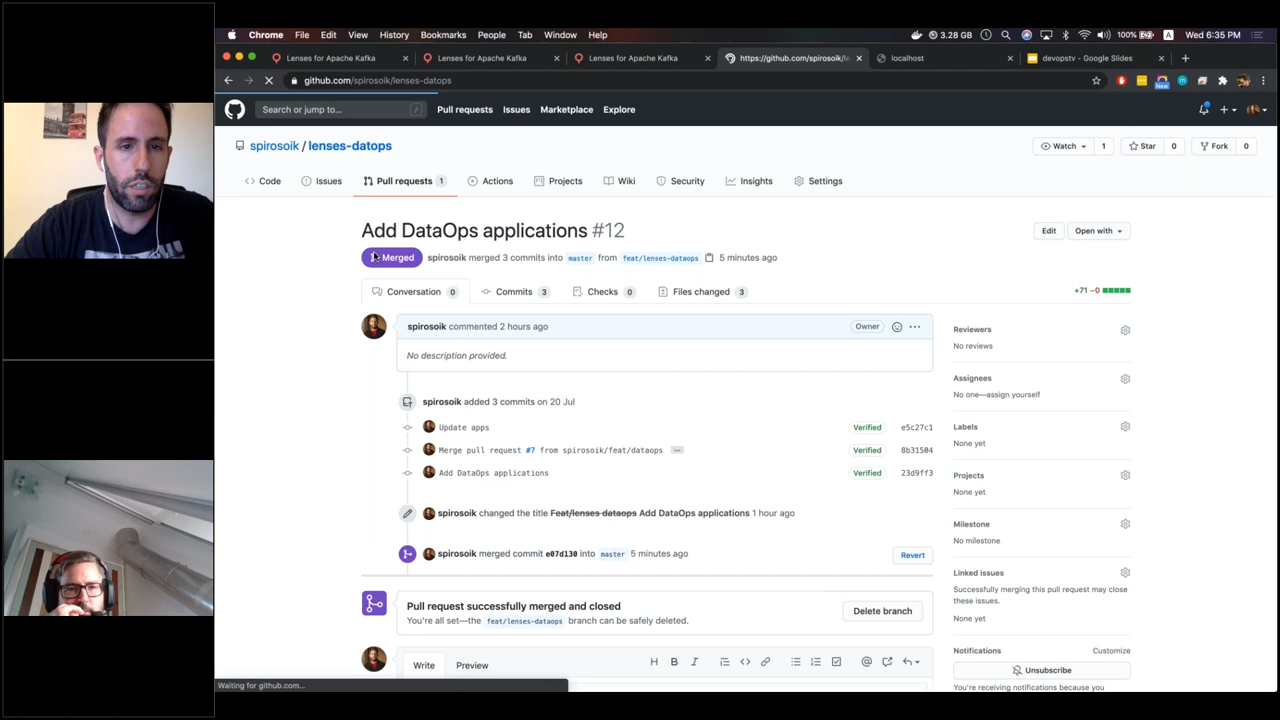 Chrome File Edit View History Bookmarks People Tab Window Help 3.28 GB 100% A Wed 6:35 PM
Lenses for Apache Kafka × Lenses for Apache Kafka × Lenses for Apache Kafka × https://github.com/spirosoik/le × localhost × devopstv - Google Slides × +
github.com/spirosoik/lenses-datops New
Search or jump to... / Pull requests Issues Marketplace Explore
spirosoik / lenses-datops Watch 1 Star 0 Fork 0
Code Issues Pull requests 1 Actions Projects Wiki Security Insights Settings
Add DataOps applications #12 Edit Open with
Merged spirosoik merged 3 commits into master from feat/lenses-dataops 5 minutes ago
Conversation 0 Commits 3 Checks 0 Files changed 3 +71 −0
spirosoik commented 2 hours ago Owner ...
No description provided.
spirosoik added 3 commits on 20 Jul
Update apps Verified e5c27c1
Merge pull request #7 from spirosoik/feat/dataops ... Verified 8b31504
Add DataOps applications Verified 23d9ff3
spirosoik changed the title Feat/lenses dataops Add DataOps applications 1 hour ago
spirosoik merged commit e07d130 into master 5 minutes ago Revert
Pull request successfully merged and closed
You're all set—the feat/lenses-dataops branch can be safely deleted. Delete branch
Write Preview H B I @
Reviewers
No reviews
Assignees
No one—assign yourself
Labels
None yet
Projects
None yet
Milestone
No milestone
Linked issues
Successfully merging this pull request may close
these issues.
None yet
Notifications Customize
Unsubscribe
You're receiving notifications because you
Waiting for github.com...